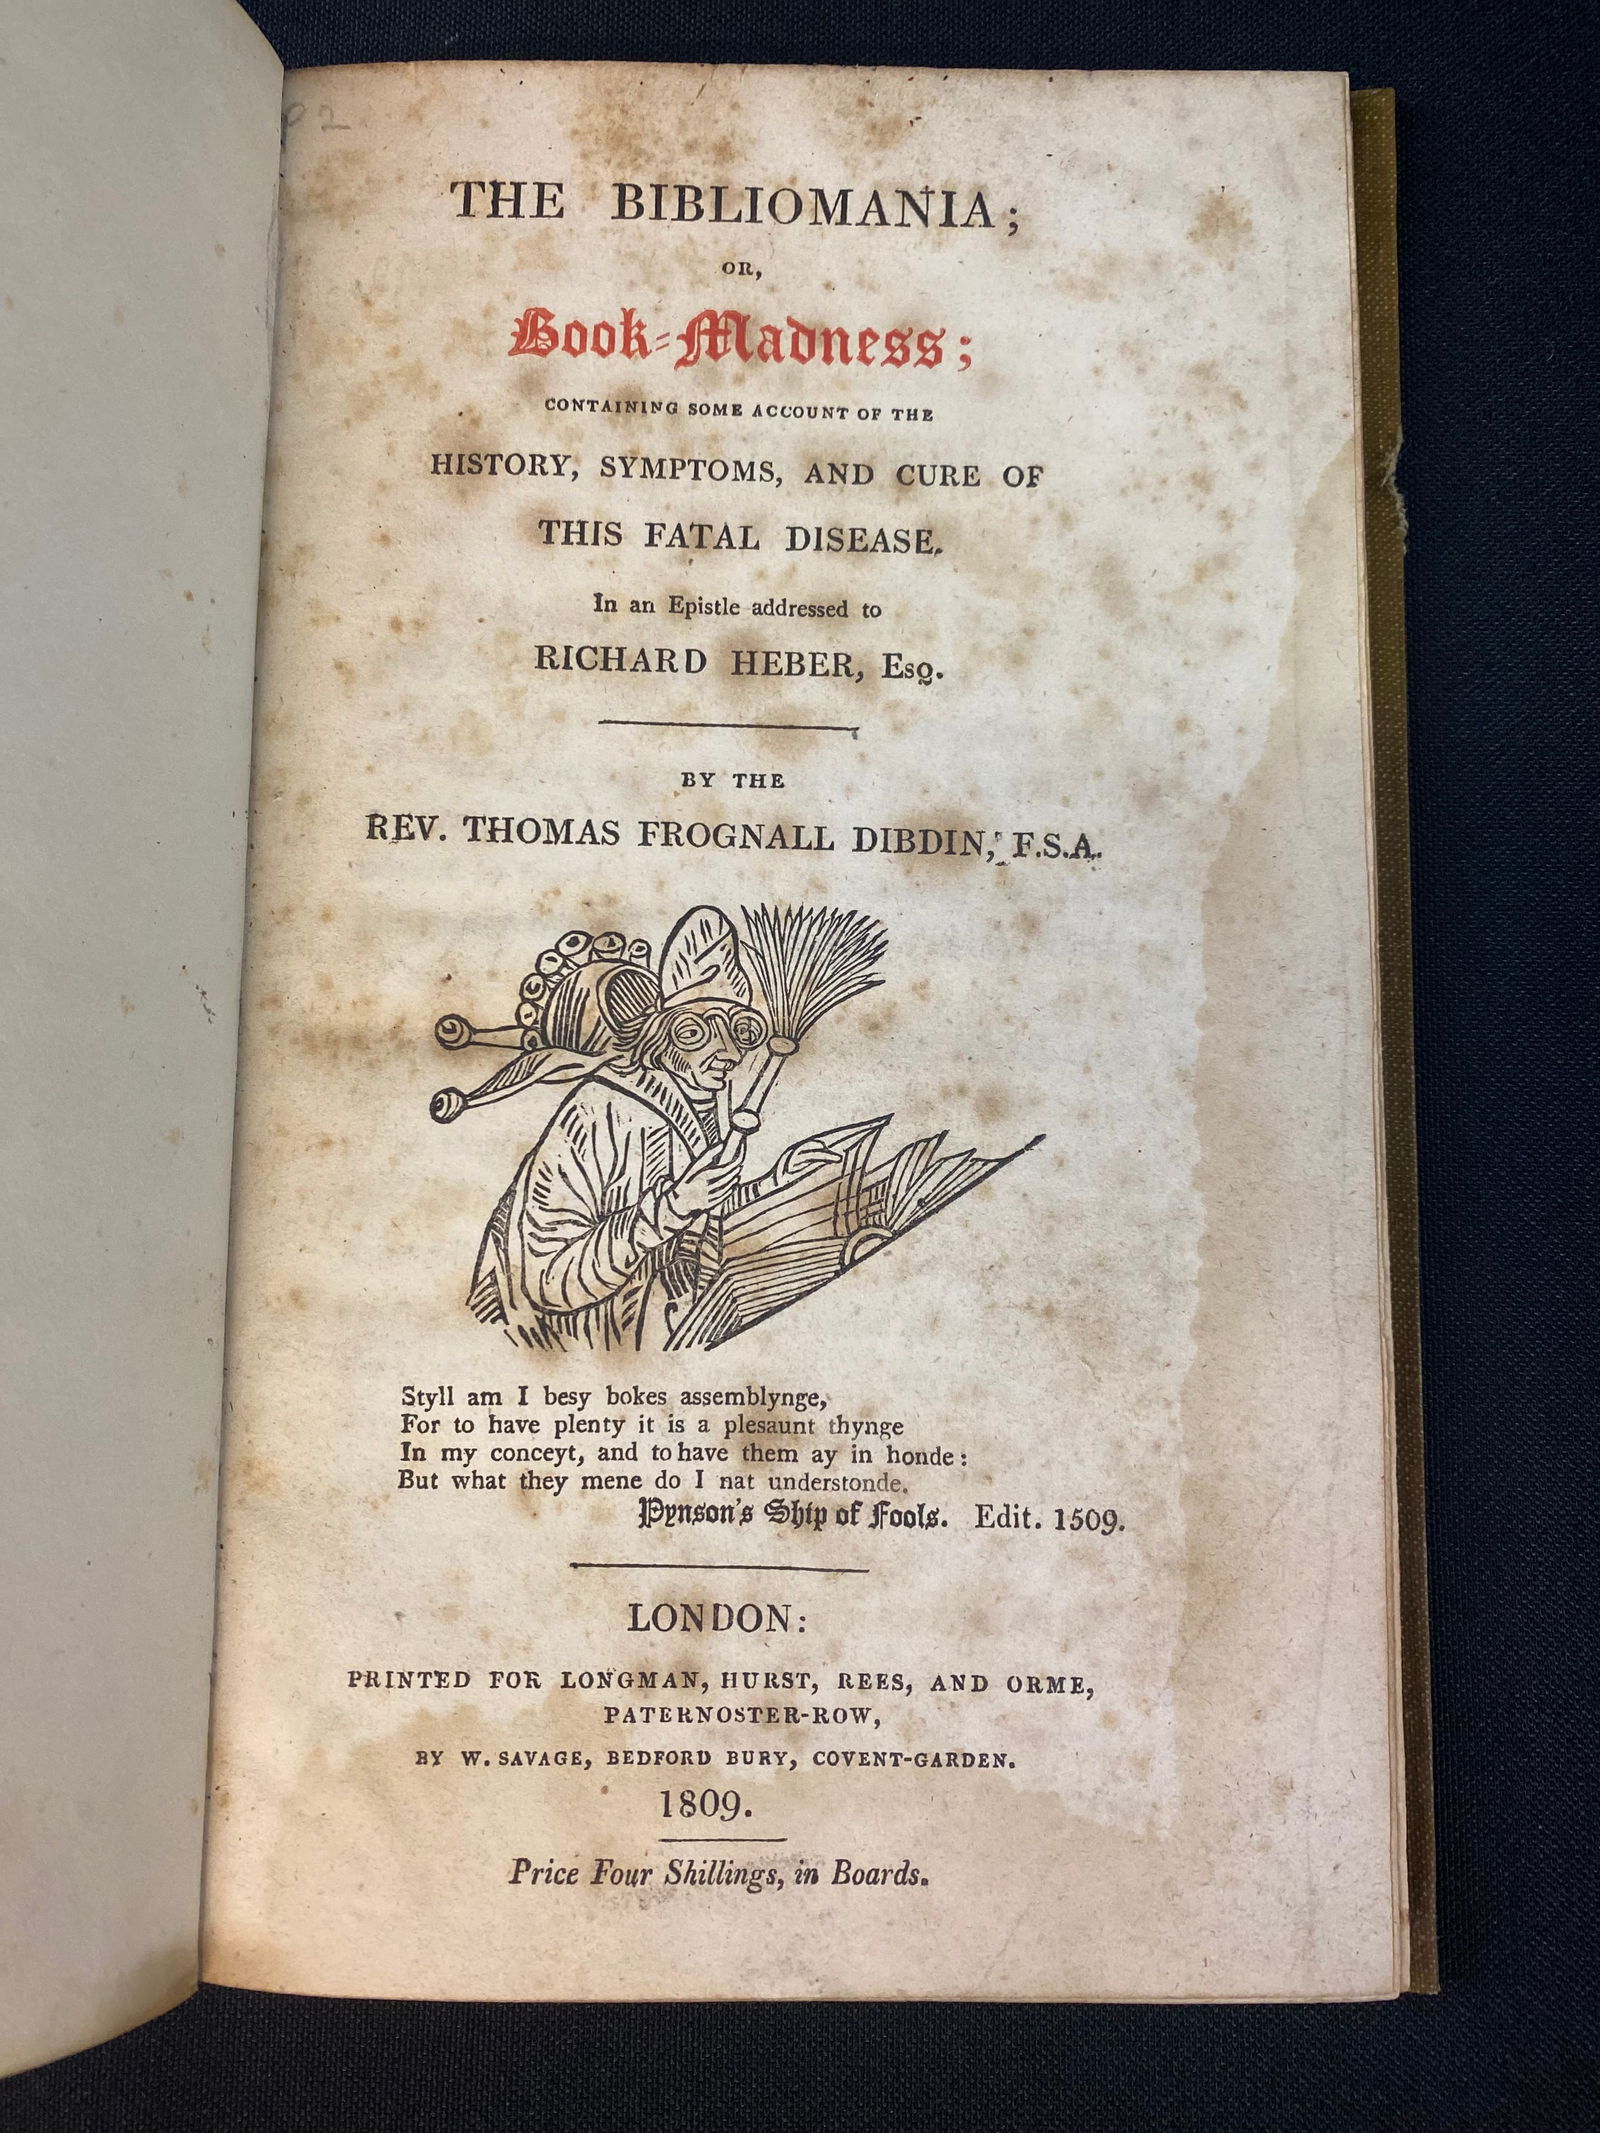 02
THE BIBLIOMANIA;
OR,
Book-Madness;
CONTAINING SOME ACCOUNT OF THE
HISTORY, SYMPTOMS, AND CURE OF
THIS FATAL DISEASE.
In an Epistle addressed to
RICHARD HEBER, Esq.
BY THE
REV. THOMAS FROGNALL DIBDIN, F.S.A.
Styll am I besy bokes assemblynge,
For to have plenty it is a plesaunt thynge
In my conceyt, and to have them ay in honde:
But what they mene do I nat understonde.
Pynson's Ship of Fools. Edit. 1509.
LONDON:
PRINTED FOR LONGMAN, HURST, REES, AND ORME,
PATERNOSTER-ROW,
BY W. SAVAGE, BEDFORD BURY, COVENT-GARDEN.
1809.
Price Four Shillings, in Boards.